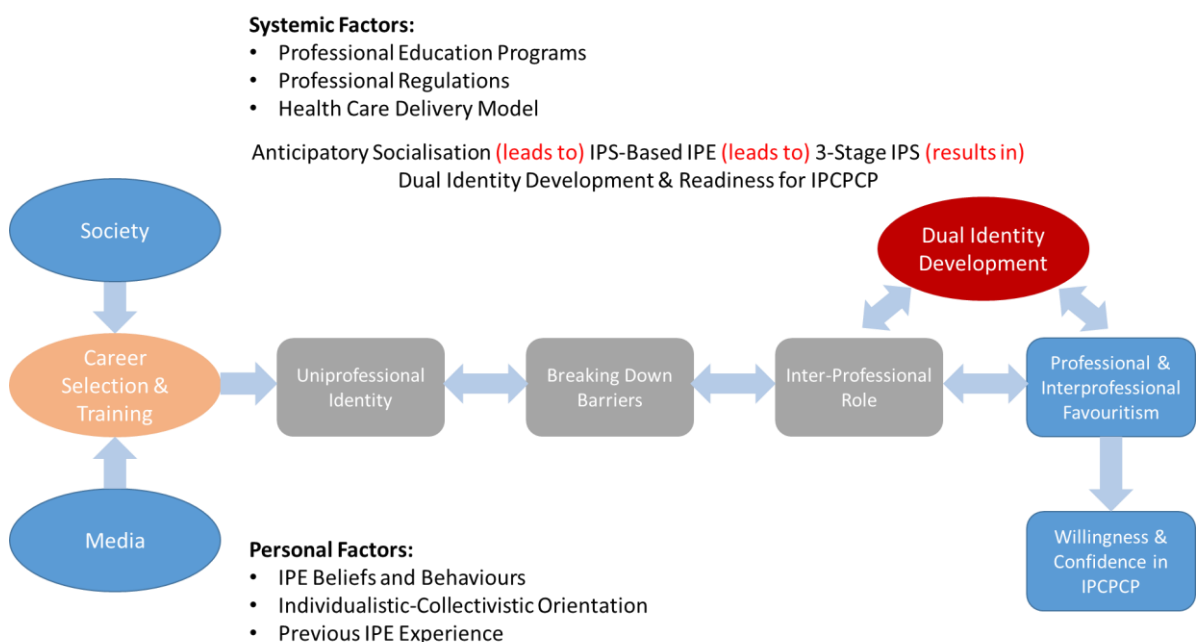 Systemic Factors:
• Professional Education Programs
• Professional Regulations
• Health Care Delivery Model
Anticipatory Socialisation (leads to) IPS-Based IPE (leads to) 3-Stage IPS (results in)
Dual Identity Development & Readiness for IPCPCP
Society
Dual Identity
Development
Career
Selection &
Training
Uniprofessional
Identity
Breaking Down
Barriers
Inter-Professional
Role
Professional &
Interprofessional
Favouritism
Media
Willingness &
Confidence in
IPCPCP
Personal Factors:
• IPE Beliefs and Behaviours
• Individualistic-Collectivistic Orientation
• Previous IPE Experience